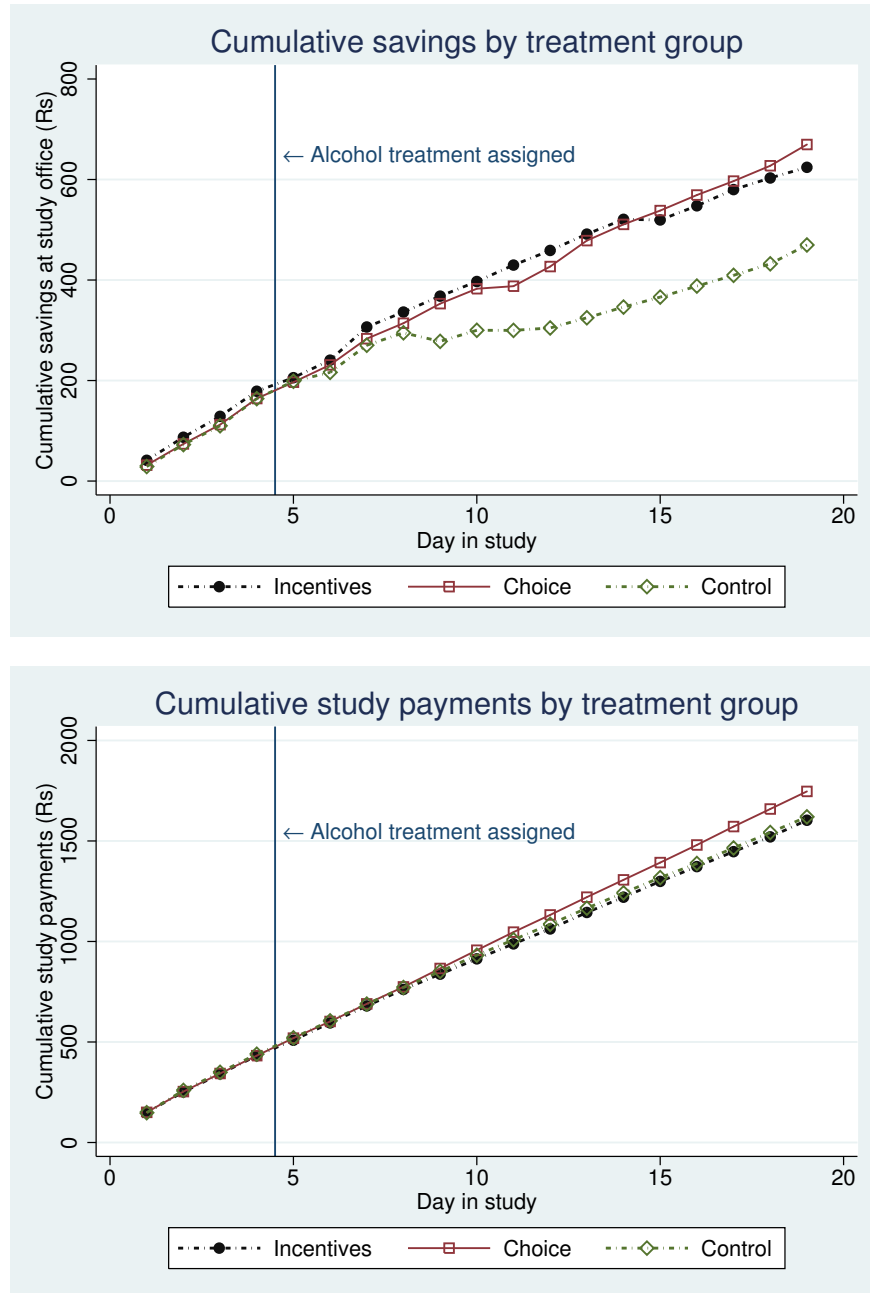 Cumulative savings by treatment group
Cumulative savings at study office (Rs)
800
600
400
200
0
← Alcohol treatment assigned
0 5 10 15 20
Day in study
Incentives Choice Control
Cumulative study payments by treatment group
Cumulative study payments (Rs)
2000
1500
1000
500
0
← Alcohol treatment assigned
0 5 10 15 20
Day in study
Incentives Choice Control